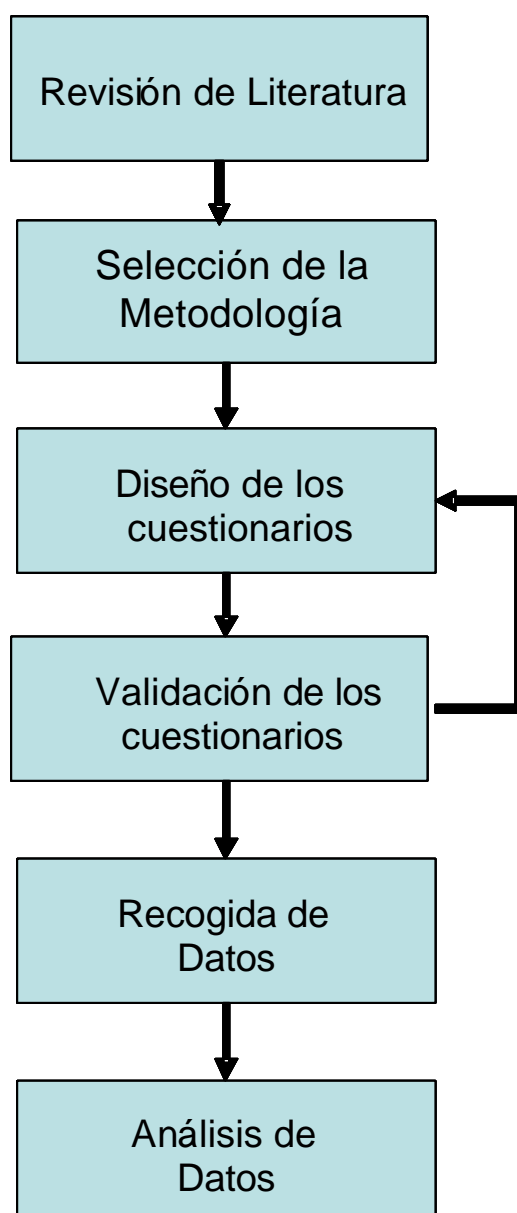 Revisión de Literatura
Selección de la
Metodología
Diseño de los
cuestionarios
Validación de los
cuestionarios
Recogida de
Datos
Análisis de
Datos